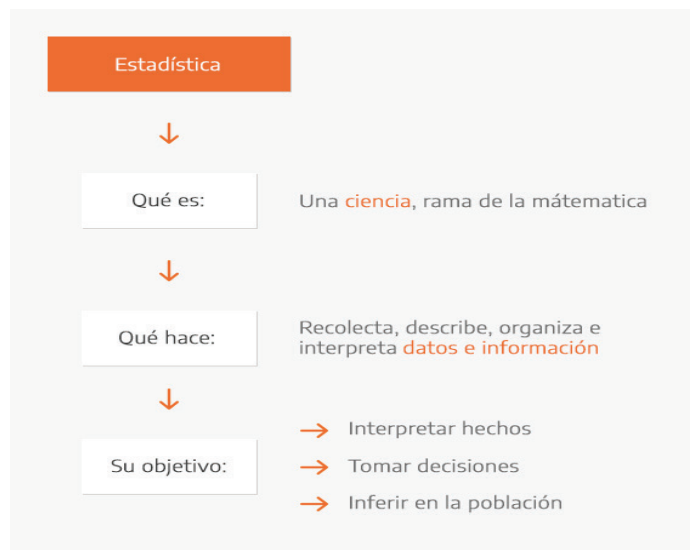 Estadística
Qué es:
Una ciencia, rama de la mátematica
Qué hace:
Recolecta, describe, organiza e
interpreta datos e información
Su objetivo:
Interpretar hechos
Tomar decisiones
Inferir en la población